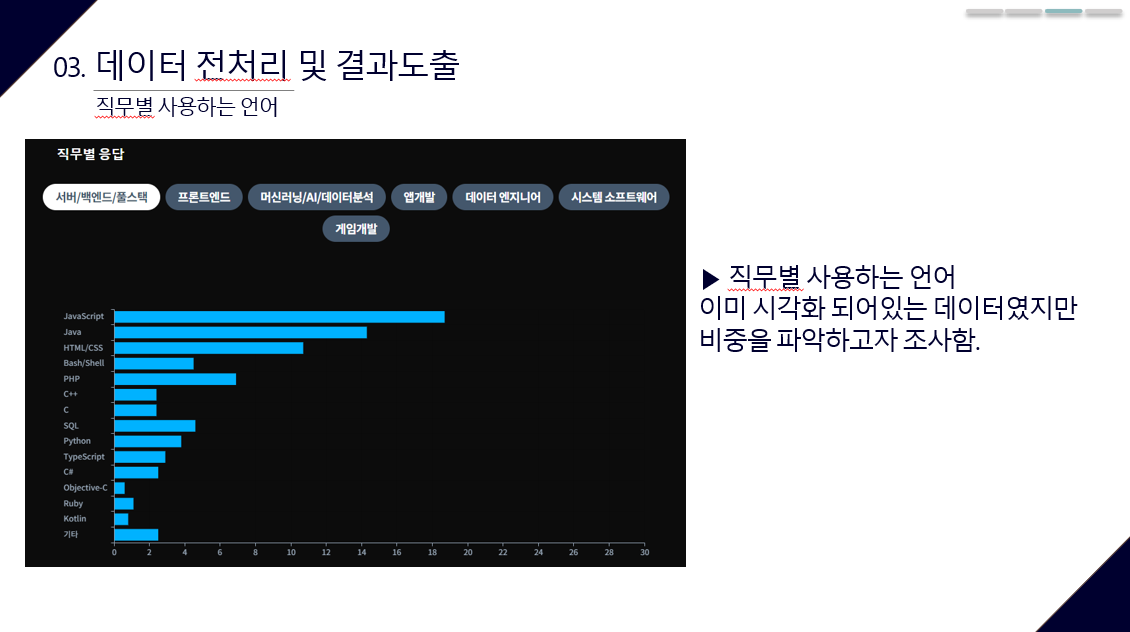 03. 데이터 전처리 및 결과도출
직무별 사용하는 언어
직무별 응답
서버/백엔드/풀스택
프론트엔드
머신러닝/AI/데이터분석
앱개발
데이터 엔지니어
시스템 소프트웨어
게임개발
JavaScript
Java
HTML/CSS
Bash/Shell
PHP
C++
C
SQL
Python
TypeScript
C#
Objective-C
Ruby
Kotlin
기타
0 2 4 6 8 10 12 14 16 18 20 22 24 26 28 30
▶ 직무별 사용하는 언어
이미 시각화 되어있는 데이터였지만
비중을 파악하고자 조사함.